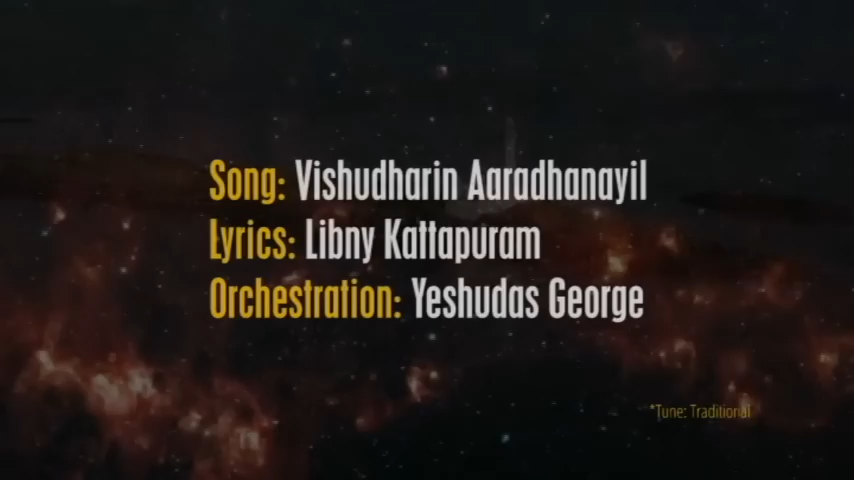 Song: Vishudharin Aaradhanayil
Lyrics: Libny Kattapuram
Orchestration: Yeshudas George
*Tune: Traditional